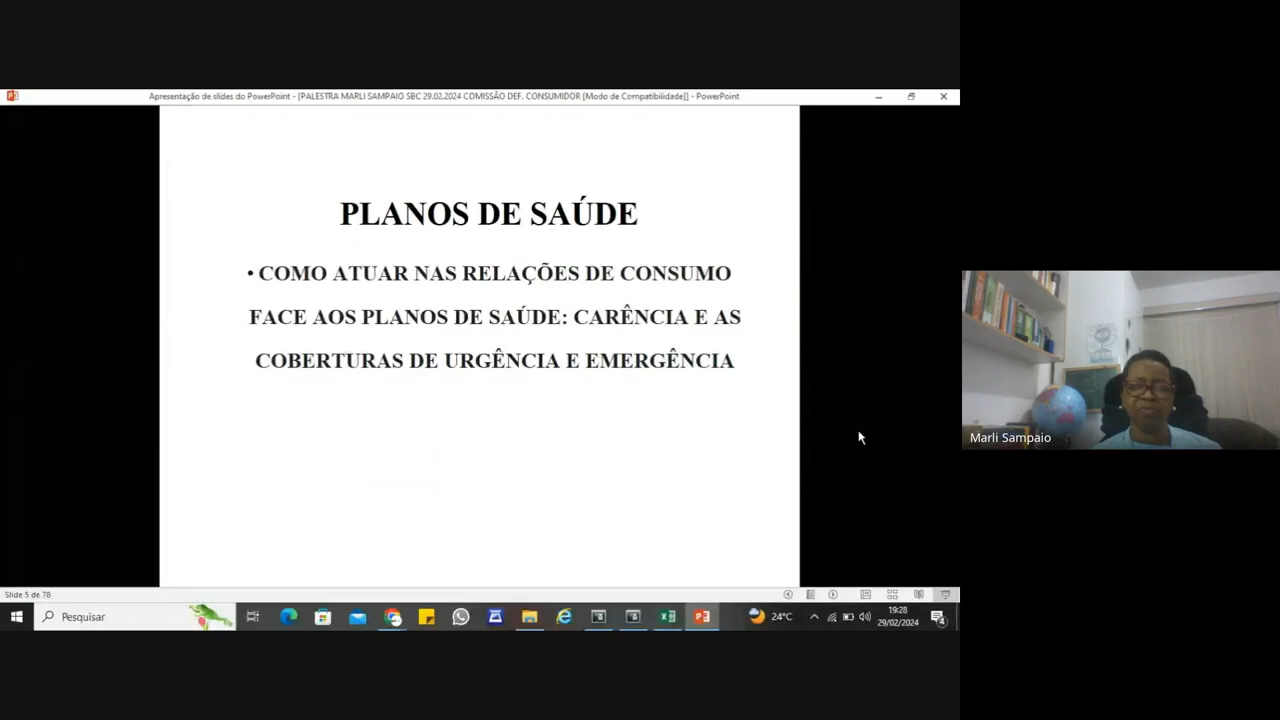 Apresentação de slides do PowerPoint - [PALESTRA MARLI SAMPAIO SBC 29.02.2024 COMISSÃO DEF. CONSUMIDOR [Modo de Compatibilidade]] - PowerPoint
PLANOS DE SAÚDE
• COMO ATUAR NAS RELAÇÕES DE CONSUMO
FACE AOS PLANOS DE SAÚDE: CARÊNCIA E AS
COBERTURAS DE URGÊNCIA E EMERGÊNCIA
Marli Sampaio
Slide 5 de 78
Pesquisar
24°C
19:28
29/02/2024
4